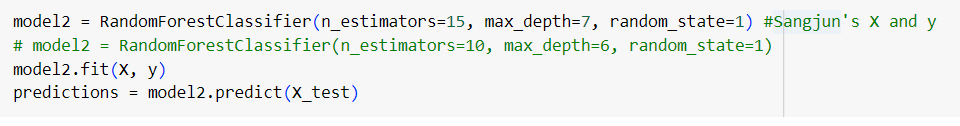 model2 = RandomForestClassifier(n_estimators=15, max_depth=7, random_state=1) #Sangjun's X and y
# model2 = RandomForestClassifier(n_estimators=10, max_depth=6, random_state=1)
model2.fit(X, y)
predictions = model2.predict(X_test)